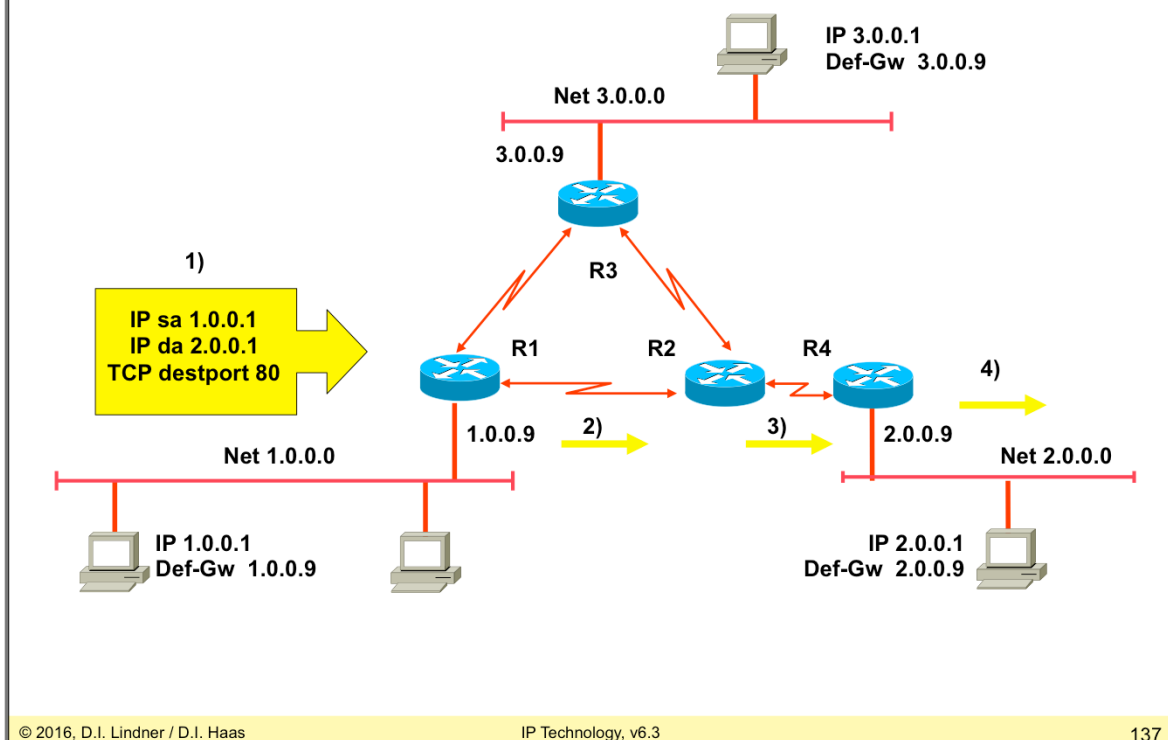 IP 3.0.0.1
Def-Gw 3.0.0.9
Net 3.0.0.0
3.0.0.9
R3
1)
IP sa 1.0.0.1
IP da 2.0.0.1
TCP destport 80
R1
R2
R4
4)
1.0.0.9
2)
3)
2.0.0.9
Net 1.0.0.0
Net 2.0.0.0
IP 1.0.0.1
Def-Gw 1.0.0.9
IP 2.0.0.1
Def-Gw 2.0.0.9
© 2016, D.I. Lindner / D.I. Haas
IP Technology, v6.3
137